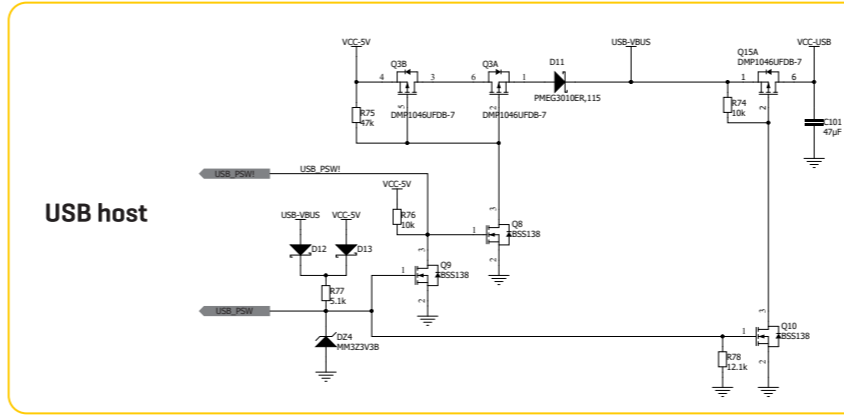 VCC-5V
Q3B
Q3A
D11
USB-VBUS
Q15A
VCC-USB
DMP1046UFDB-7
4
3
6
1
1
6
5
2
2
PMEG3010ER,115
R75
47k
DMP1046UFDB-7
DMP1046UFDB-7
R74
10k
C101
47µF
USB_PSW!
USB_PSW!
VCC-5V
R76
10k
USB host
USB-VBUS
VCC-5V
3
Q8
1
BSS138
2
D12
D13
3
Q9
1
BSS138
2
R77
5.1k
USB_PSW
DZ4
MM3Z3V3B
3
Q10
1
BSS138
2
R78
12.1k